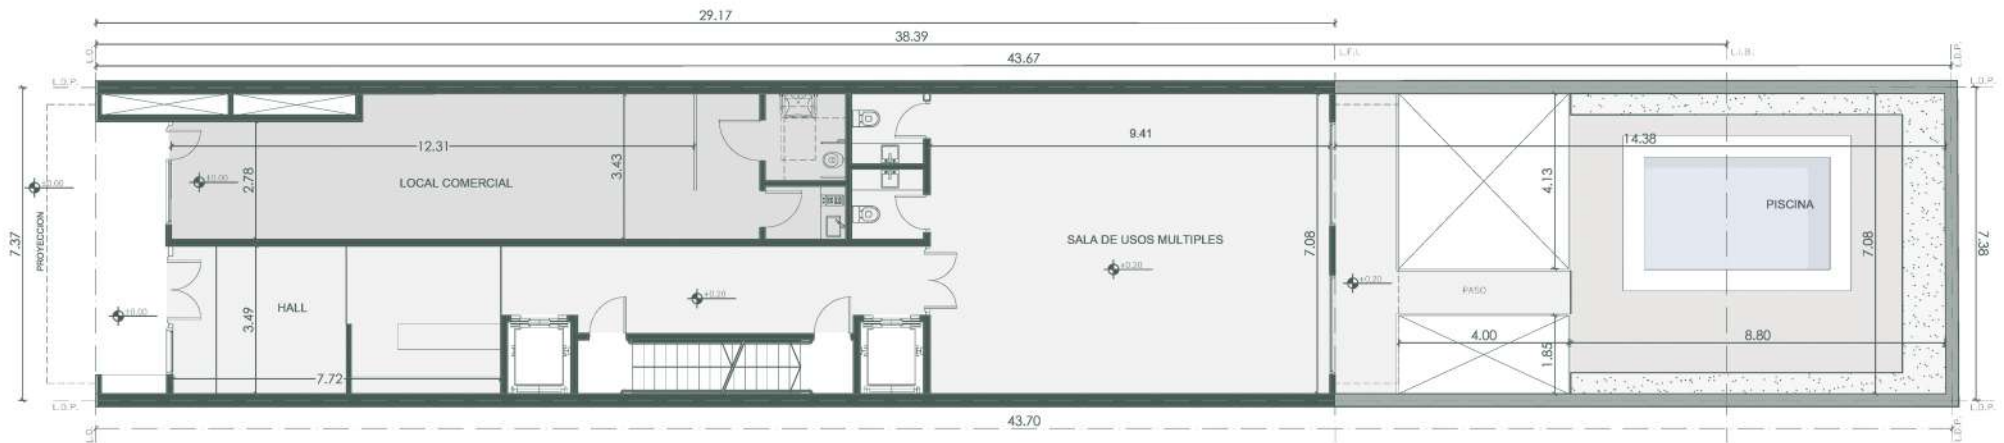 29.17
38.39
43.67
L.O.
L.F.I.
L.I.B.
L.D.P.
L.D.P.
L.D.P.
9.41
14.38
12.31
3.43
2.78
4.13
±0.00
±0.00
LOCAL COMERCIAL
PISCINA
7.37
PROYECCION
SALA DE USOS MULTIPLES
7.08
7.08
7.38
+0.20
+0.20
+0.20
PASO
±0.00
HALL
3.49
4.00
1.85
8.80
7.72
L.D.P.
L.D.P.
43.70
L.O.
L.D.P.